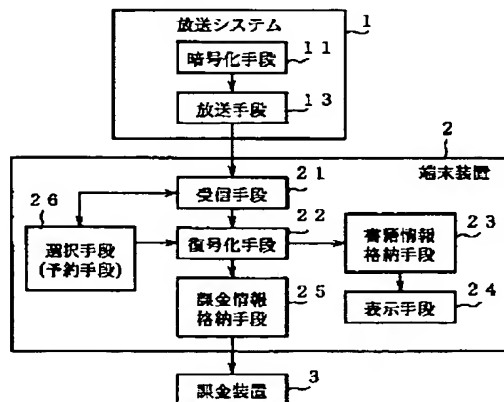 放送システム
1
11
暗号化手段
13
放送手段
2
端末装置
21
受信手段
26
選択手段
(予約手段)
22
復号化手段
23
書籍情報
格納手段
25
課金情報
格納手段
24
表示手段
3
課金装置